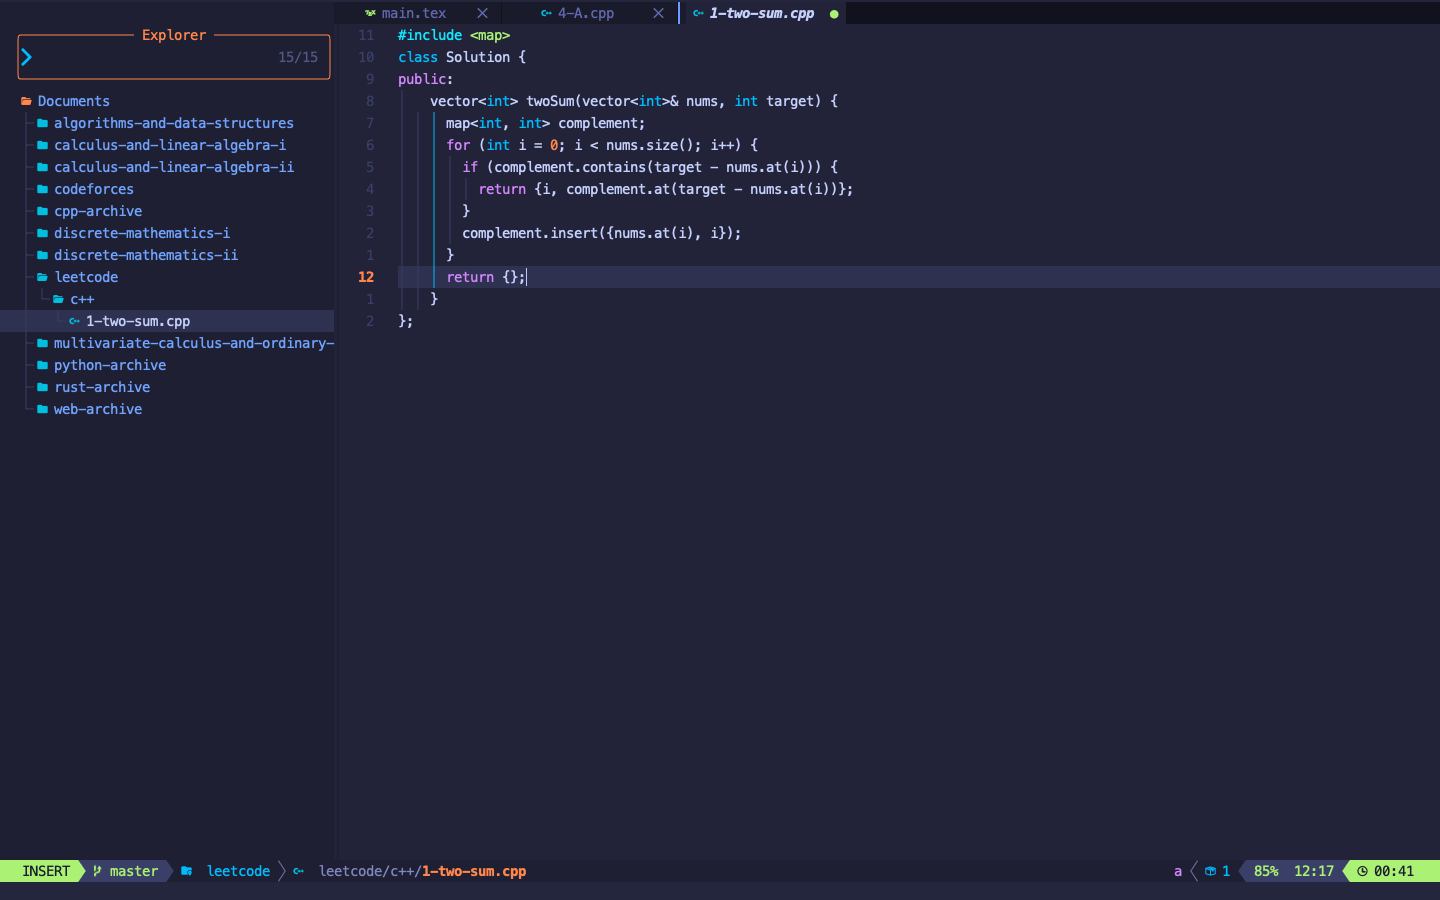 main.tex 4-A.cpp 1-two-sum.cpp
Explorer
15/15
Documents
algorithms-and-data-structures
calculus-and-linear-algebra-i
calculus-and-linear-algebra-ii
codeforces
cpp-archive
discrete-mathematics-i
discrete-mathematics-ii
leetcode
c++
1-two-sum.cpp
multivariate-calculus-and-ordinary-
python-archive
rust-archive
web-archive
11 #include <map>
10 class Solution {
9 public:
8     vector<int> twoSum(vector<int>& nums, int target) {
7       map<int, int> complement;
6       for (int i = 0; i < nums.size(); i++) {
5         if (complement.contains(target - nums.at(i))) {
4           return {i, complement.at(target - nums.at(i))};
3         }
2         complement.insert({nums.at(i), i});
1       }
12       return {};
1     }
2 };
INSERT master leetcode leetcode/c++/1-two-sum.cpp a 1 85% 12:17 00:41